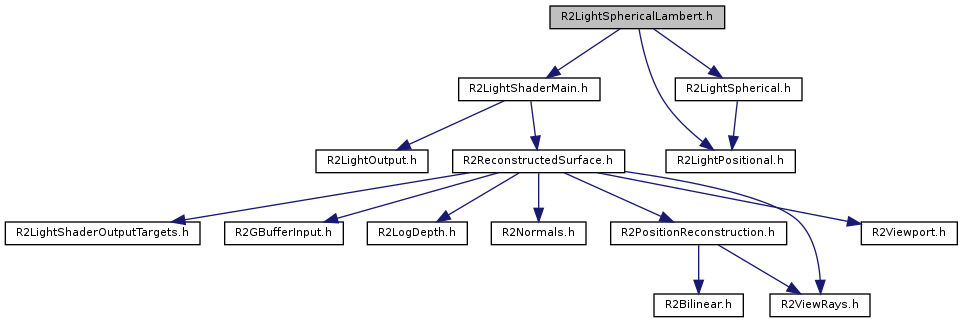 R2LightSphericalLambert.h
R2LightShaderMain.h
R2LightSpherical.h
R2LightOutput.h
R2ReconstructedSurface.h
R2LightPositional.h
R2LightShaderOutputTargets.h
R2GBufferInput.h
R2LogDepth.h
R2Normals.h
R2PositionReconstruction.h
R2Viewport.h
R2Bilinear.h
R2ViewRays.h